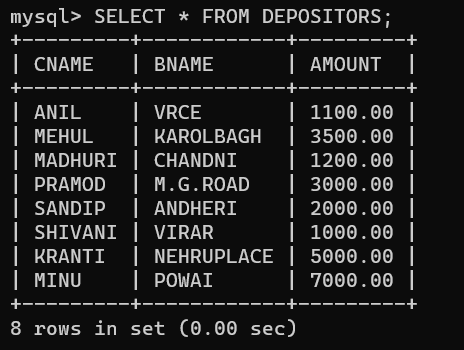 mysql> SELECT * FROM DEPOSITORS;
+---------+------------+---------+
| CNAME   | BNAME      | AMOUNT  |
+---------+------------+---------+
| ANIL    | VRCE       | 1100.00 |
| MEHUL   | KAROLBAGH  | 3500.00 |
| MADHURI | CHANDNI    | 1200.00 |
| PRAMOD  | M.G.ROAD   | 3000.00 |
| SANDIP  | ANDHERI    | 2000.00 |
| SHIVANI | VIRAR      | 1000.00 |
| KRANTI  | NEHRUPLACE | 5000.00 |
| MINU    | POWAI      | 7000.00 |
+---------+------------+---------+
8 rows in set (0.00 sec)